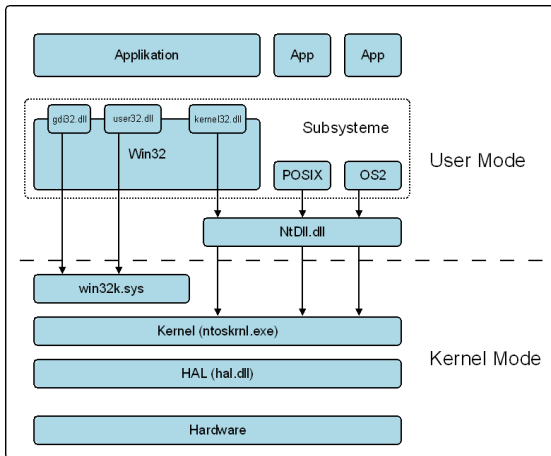 Applikation
App
App
gdi32.dll
user32.dll
kernel32.dll
Subsysteme
Win32
User Mode
POSIX
OS2
NtDll.dll
win32k.sys
Kernel (ntoskrnl.exe)
Kernel Mode
HAL (hal.dll)
Hardware